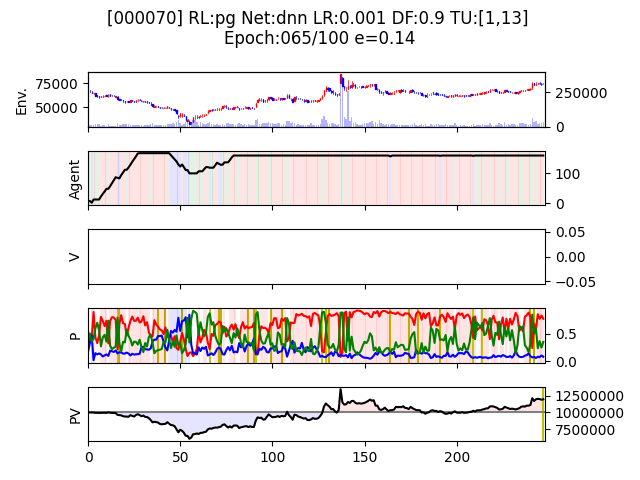 [000070] RL:pg Net:dnn LR:0.001 DF:0.9 TU:[1,13]
Epoch:065/100 e=0.14
Env.
75000
50000
250000
0
Agent
100
0
V
0.05
0.00
−0.05
P
0.5
0.0
PV
12500000
10000000
7500000
0 50 100 150 200